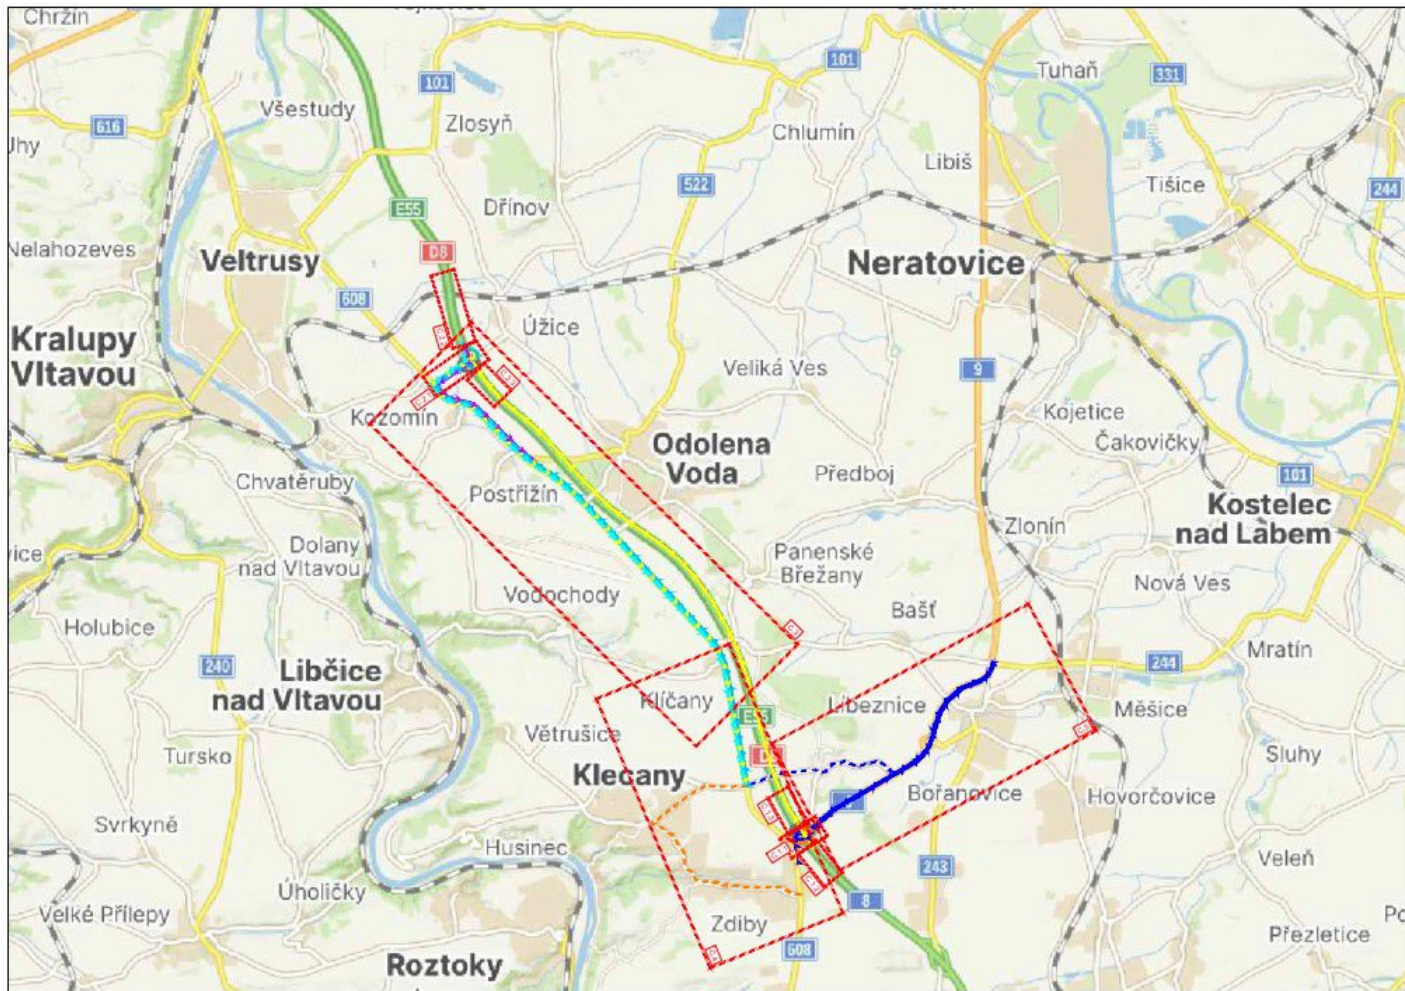 Chržín
101
Tuhaň
331
Všestudy
101
616
Zlosyň
Chlumín
Libiš
522
Tišice
244
E55
Dřínov
Nelahozeves
Veltrusy
D8
Neratovice
608
Úžice
Kralupy
Vltavou
Veliká Ves
9
Kozomín
Kojetice
Čakovičky
Odolena
Voda
Předboj
101
Chvatěruby
Postřižín
Kostelec
nad Labem
Zlonín
Dolany
nad Vltavou
Panenské
Břežany
Nová Ves
Vodochody
Bašť
Holubice
240
Libčice
nad Vltavou
244
Mratín
Klíčany
Líbeznice
Měšice
E55
Větrušice
Tursko
Sluhy
Klecany
Bořanovice
Hovorčovice
Svrkyně
Husinec
Veleň
243
Úholičky
8
Velké Přílepy
Zdiby
608
Přezletice
Roztoky